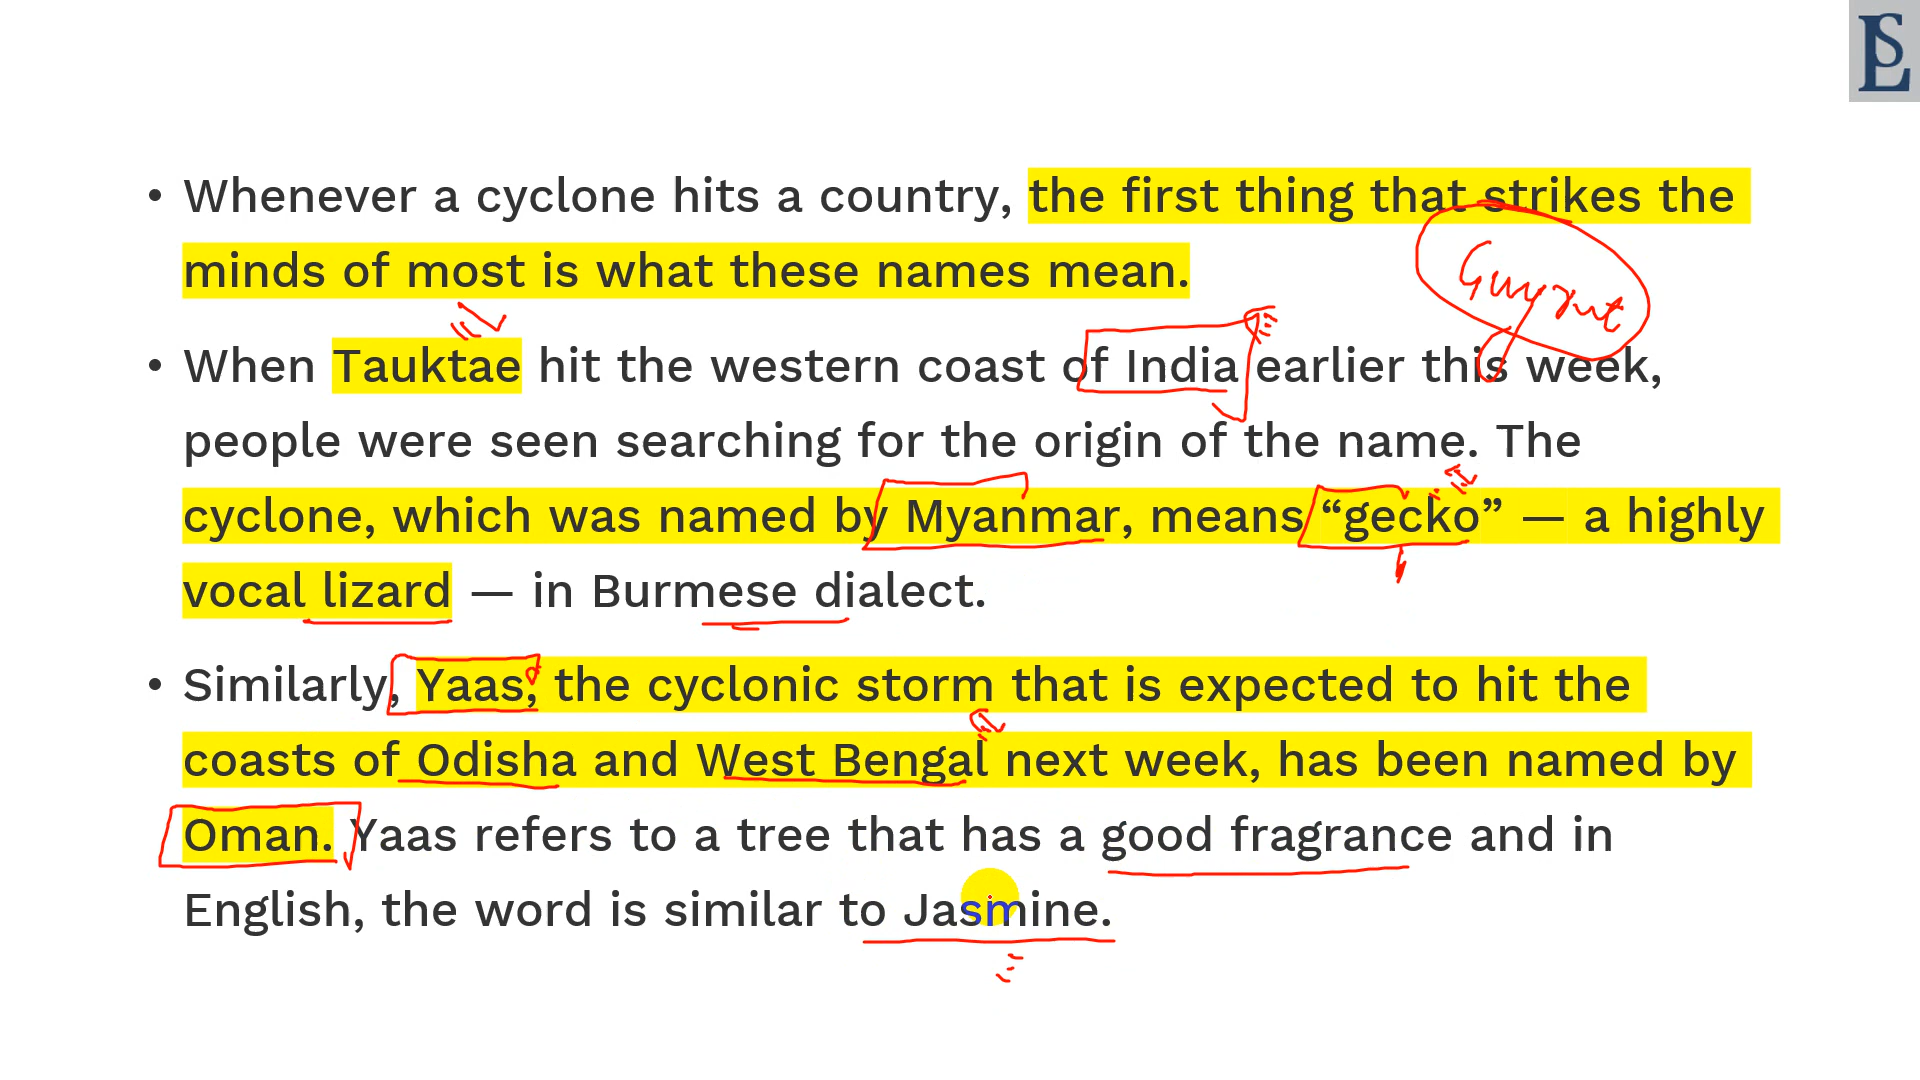 • Whenever a cyclone hits a country, the first thing that strikes the
minds of most is what these names mean.
Gujrat
• When Tauktae hit the western coast of India earlier this week,
people were seen searching for the origin of the name. The
cyclone, which was named by Myanmar, means “gecko” — a highly
vocal lizard — in Burmese dialect.
• Similarly, Yaas, the cyclonic storm that is expected to hit the
coasts of Odisha and West Bengal next week, has been named by
Oman. Yaas refers to a tree that has a good fragrance and in
English, the word is similar to Jasmine.